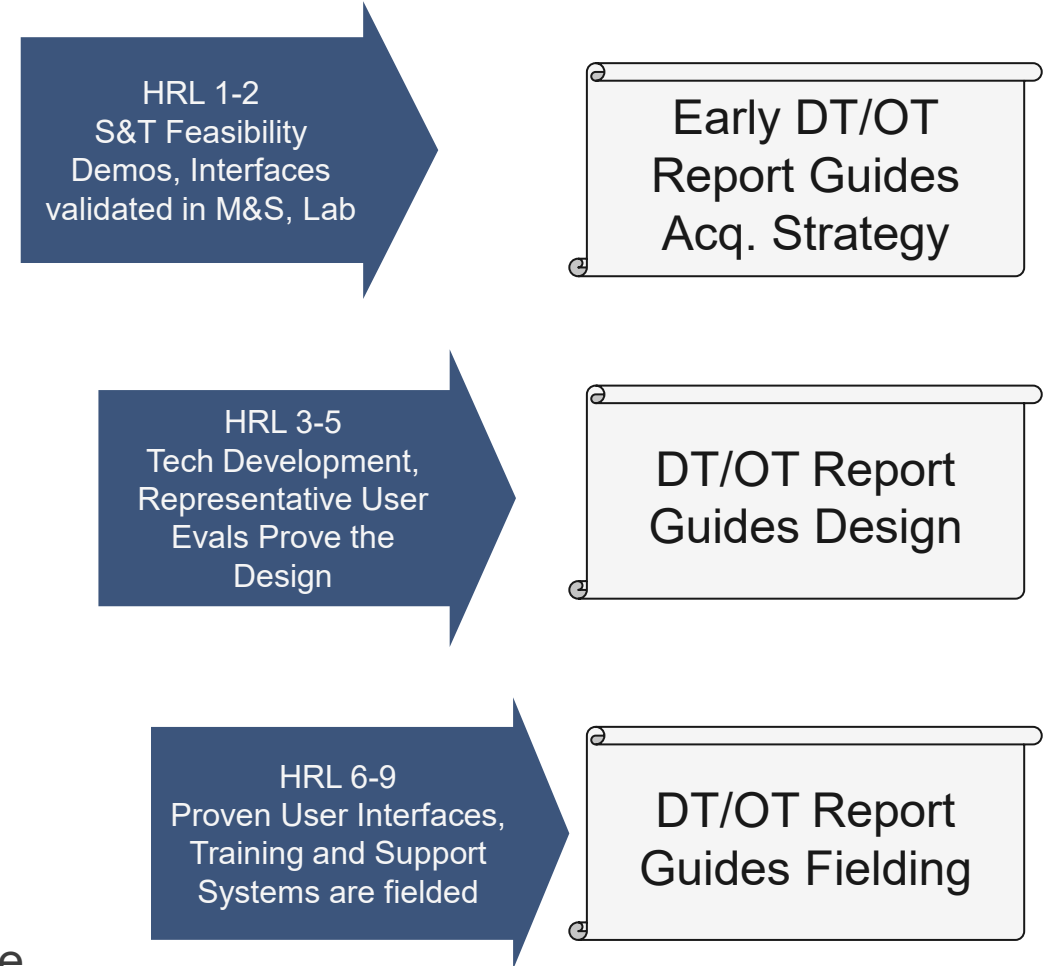 HRL 1-2
S&T Feasibility
Demos, Interfaces
validated in M&S, Lab
Early DT/OT
Report Guides
Acq. Strategy
HRL 3-5
Tech Development,
Representative User
Evals Prove the
Design
DT/OT Report
Guides Design
HRL 6-9
Proven User Interfaces,
Training and Support
Systems are fielded
DT/OT Report
Guides Fielding